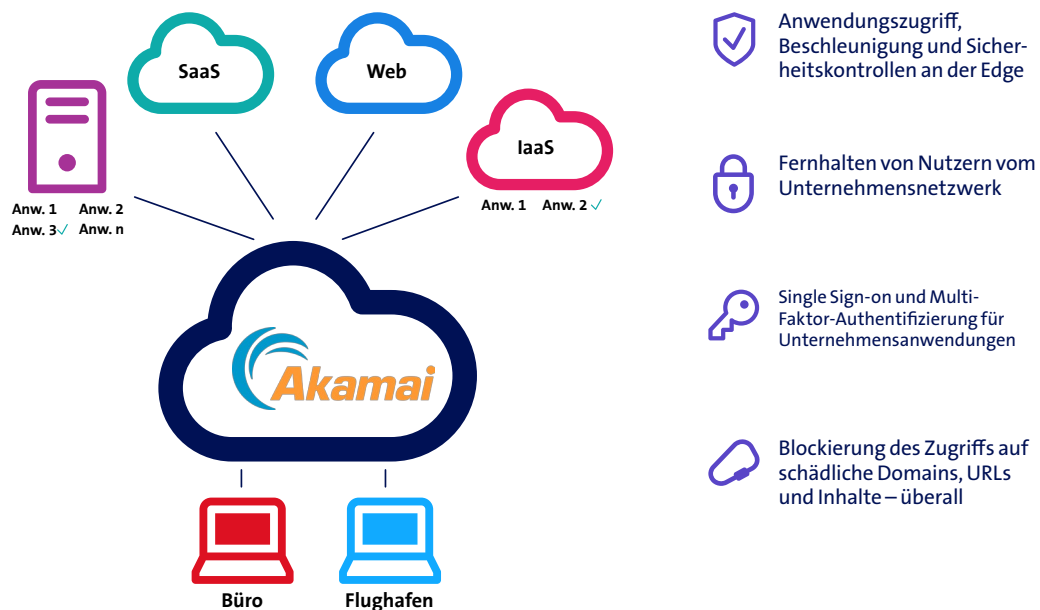 SaaS
Web
IaaS
Anw. 1 Anw. 2
Anw. 3✓ Anw. n
Anw. 1 Anw. 2 ✓
Akamai
Büro
Flughafen
Anwendungszugriff,
Beschleunigung und Sicher-
heitskontrollen an der Edge
Fernhalten von Nutzern vom
Unternehmensnetzwerk
Single Sign-on und Multi-
Faktor-Authentifizierung für
Unternehmensanwendungen
Blockierung des Zugriffs auf
schädliche Domains, URLs
und Inhalte – überall